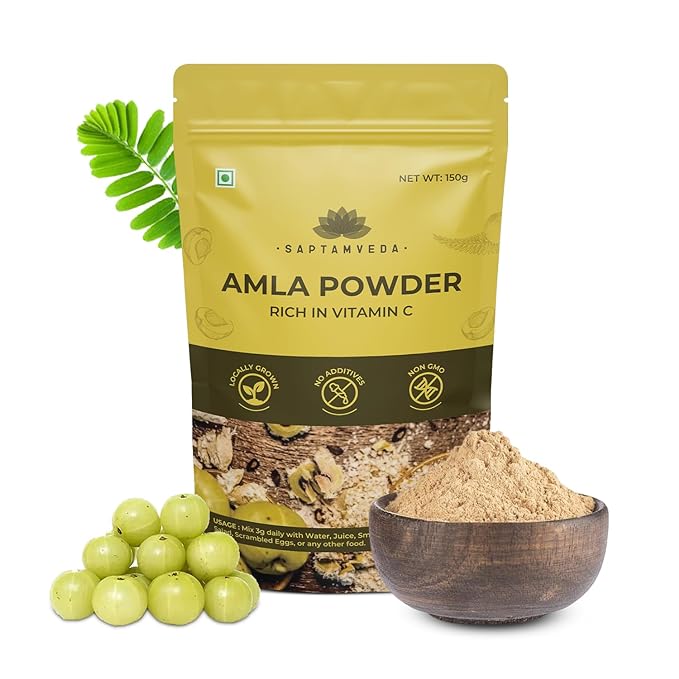 NET WT: 150g
· SAPTAMVEDA ·
AMLA POWDER
RICH IN VITAMIN C
LOCALLY GROWN
NO ADDITIVES
NON GMO
USAGE : Mix 3g daily with Water, Juice,
Salad, Scrambled Eggs, or any other food.